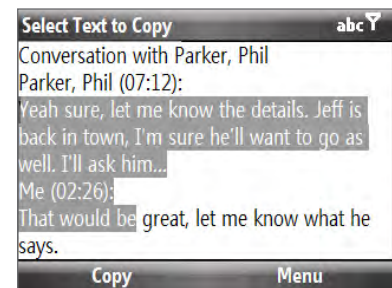 Select Text to Copy abc
Conversation with Parker, Phil
Parker, Phil (07:12):
Yeah sure, let me know the details. Jeff is
back in town, I'm sure he'll want to go as
well. I'll ask him...
Me (02:26):
That would be great, let me know what he
says.
Copy Menu